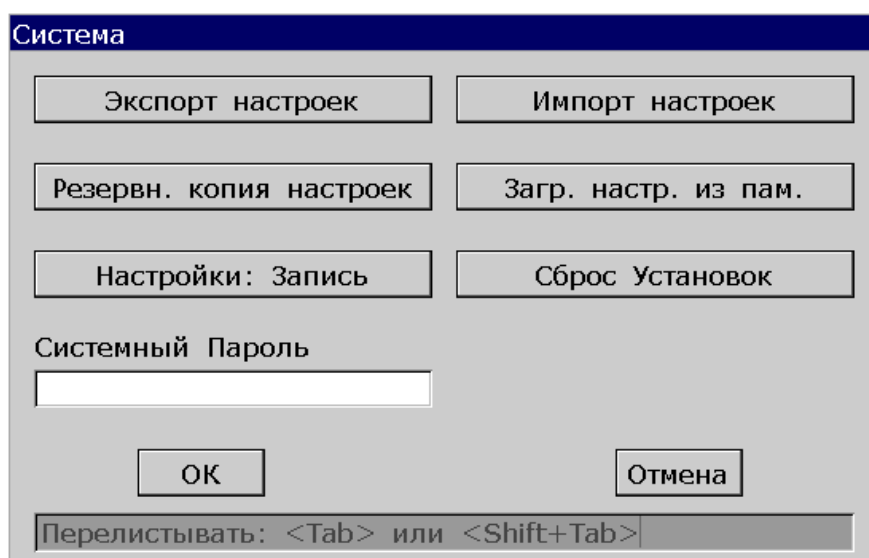 Система
Экспорт настроек
Импорт настроек
Резервн. копия настроек
Загр. настр. из пам.
Настройки: Запись
Сброс Установок
Системный Пароль
ОК
Отмена
Перелистывать: <Tab> или <Shift+Tab>